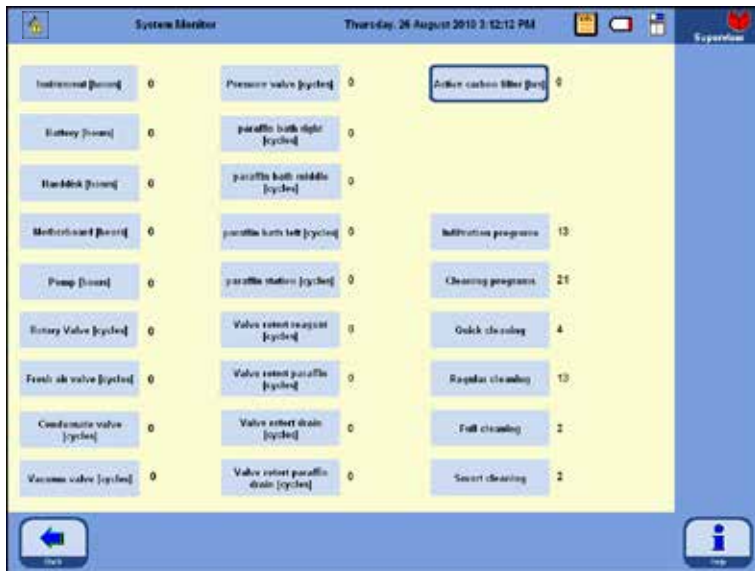 System Monitor
Thursday, 26 August 2010 3:12:12 PM
Supervisor
Instrument [hours] 0
Battery [hours] 0
Harddisk [hours] 0
Motherboard [hours] 0
Pump [hours] 0
Rotary Valve [cycles] 0
Fresh air valve [cycles] 0
Condensate valve
[cycles] 0
Vacuum valve [cycles] 0
Pressure valve [cycles] 0
paraffin bath right
[cycles] 0
paraffin bath middle
[cycles] 0
paraffin bath left [cycles] 0
paraffin station [cycles] 0
Valve retort reagent
[cycles] 0
Valve retort paraffin
[cycles] 0
Valve retort drain
[cycles] 0
Valve retort paraffin
drain [cycles] 0
Active carbon filter [hrs] 0
Infiltration programs 13
Cleaning programs 21
Quick cleaning 4
Regular cleaning 13
Full cleaning 2
Smart cleaning 2
Back
Help